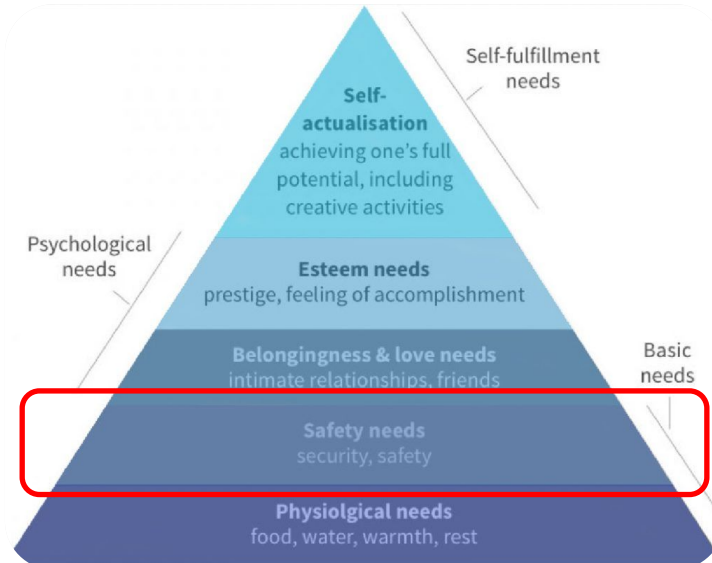 Self-fulfillment
needs
Self-
actualisation
achieving one's full
potential, including
creative activities
Psychological
needs
Esteem needs
prestige, feeling of accomplishment
Belongingness & love needs
intimate relationships, friends
Basic
needs
Safety needs
security, safety
Physiolgical needs
food, water, warmth, rest